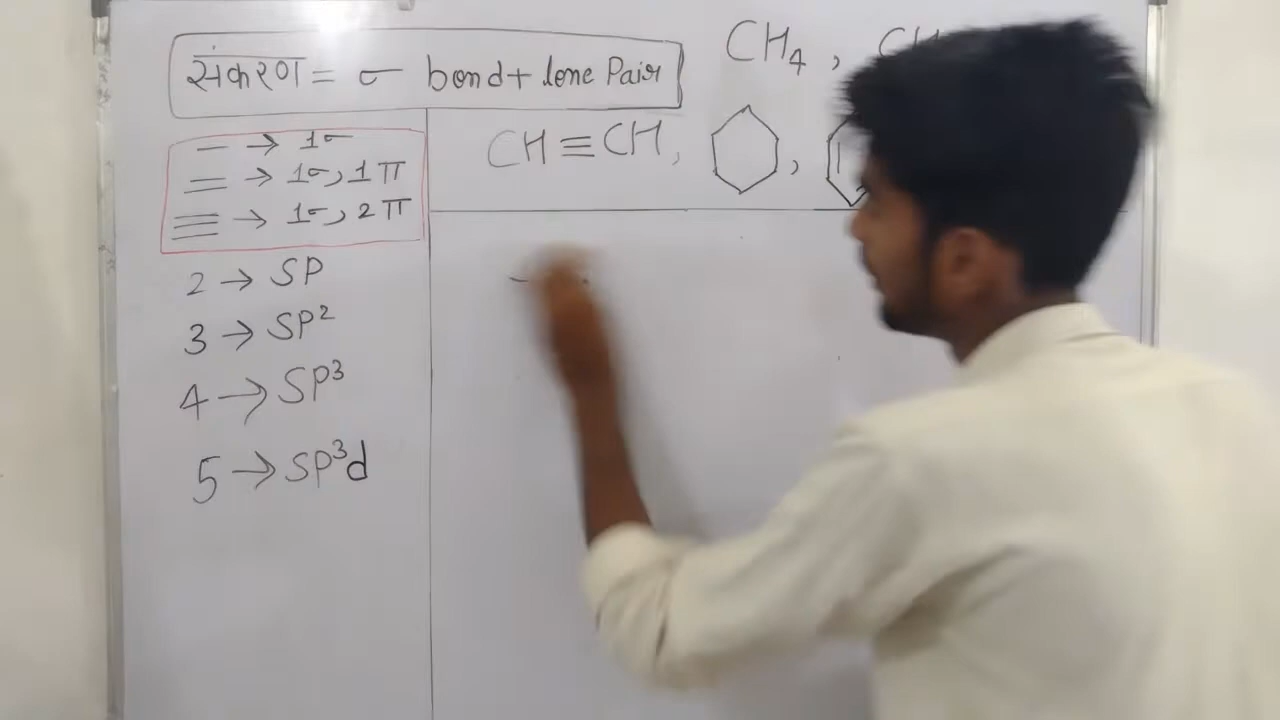 संकरण = σ bond + lone Pair
CH₄ , CH
CH ≡ CH ,
— → 1σ
= → 1σ, 1π
≡ → 1σ, 2π
2 → SP
3 → SP²
4 → SP³
5 → SP³d